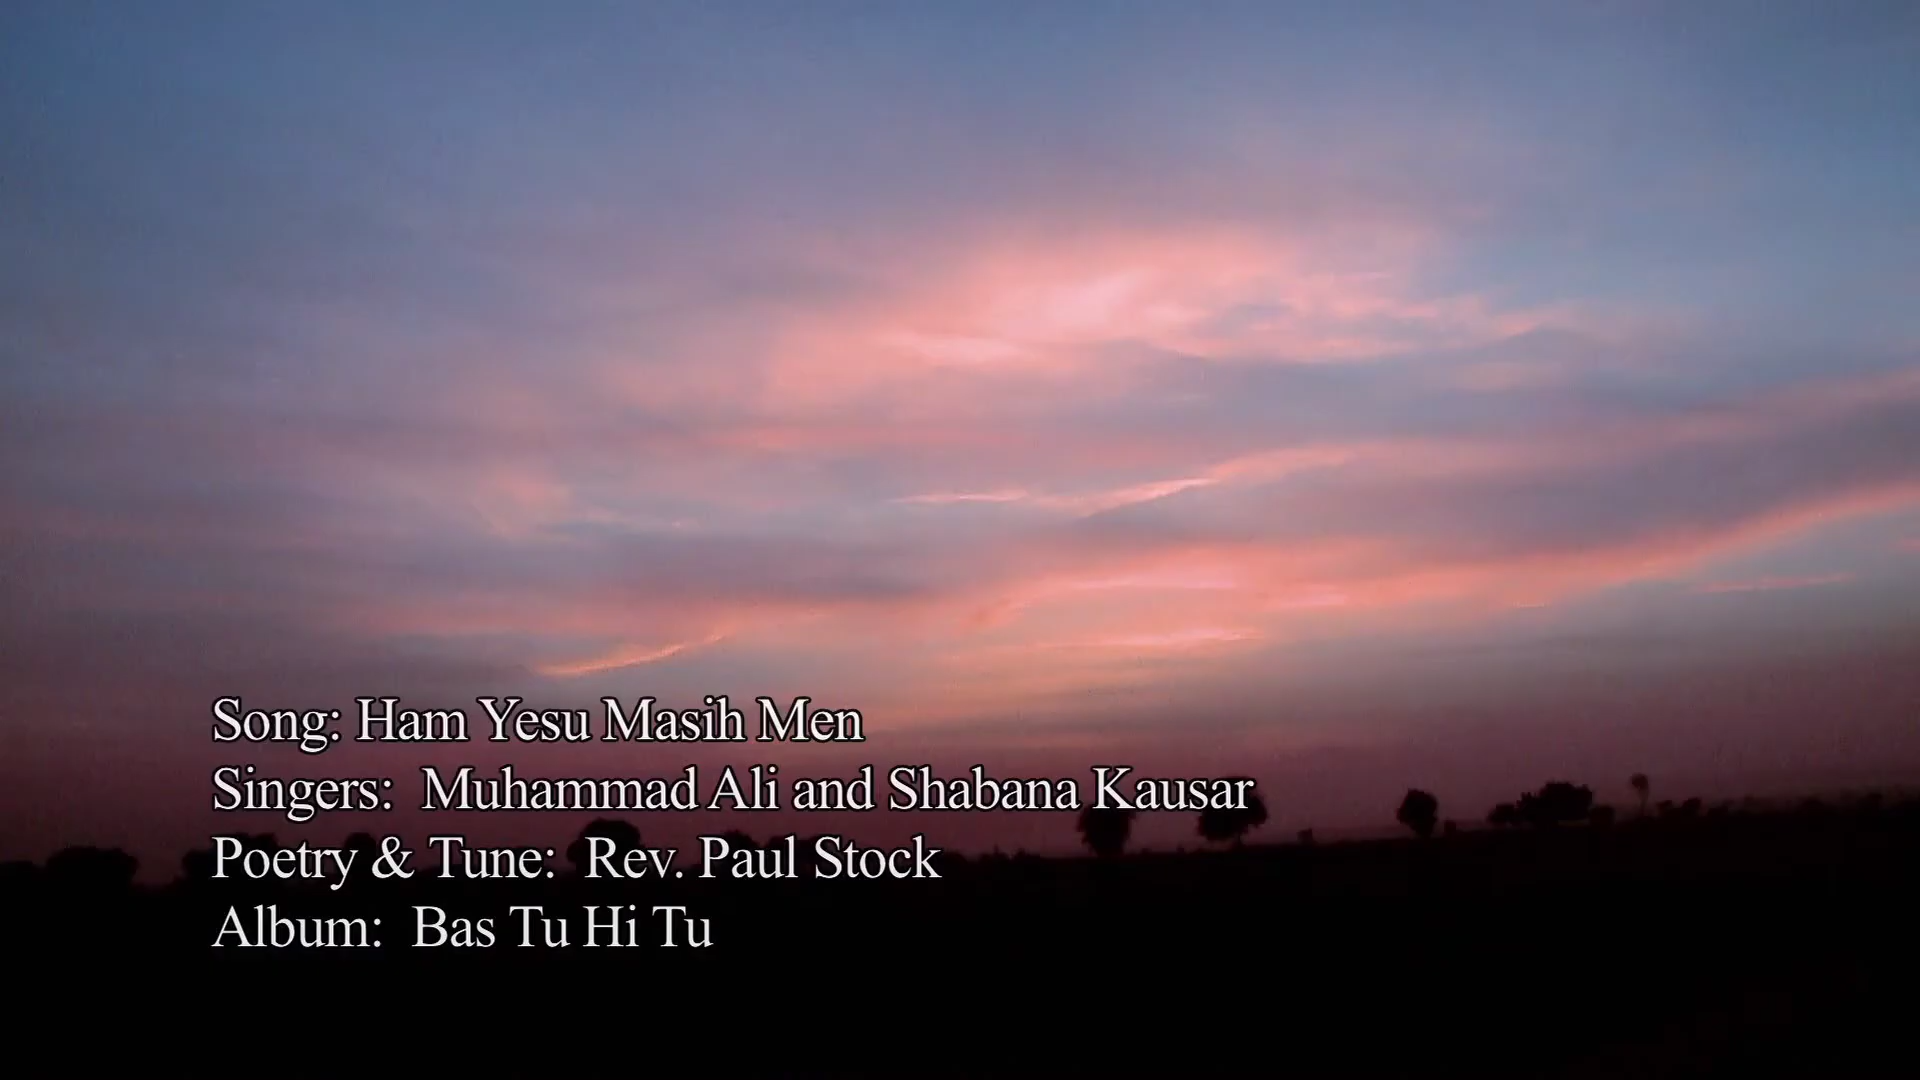 Song: Ham Yesu Masih Men
Singers:  Muhammad Ali and Shabana Kausar
Poetry & Tune:  Rev. Paul Stock
Album:  Bas Tu Hi Tu